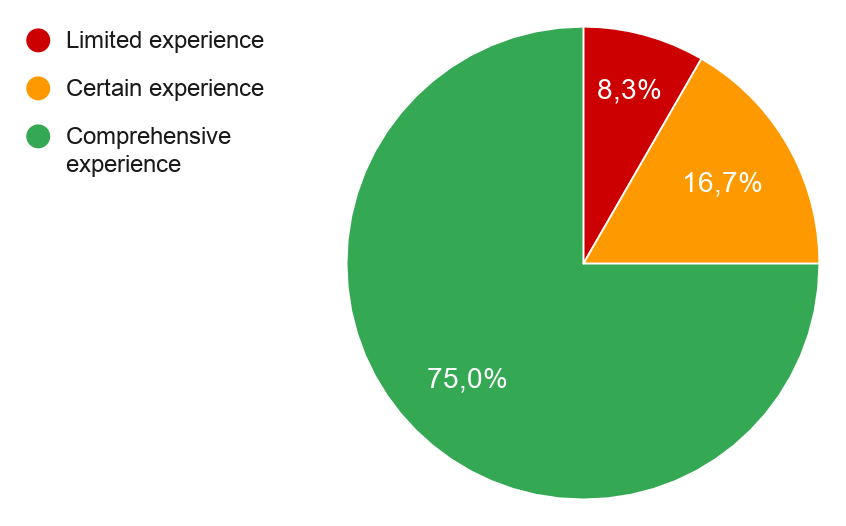 Limited experience
Certain experience
Comprehensive
experience
8,3%
16,7%
75,0%